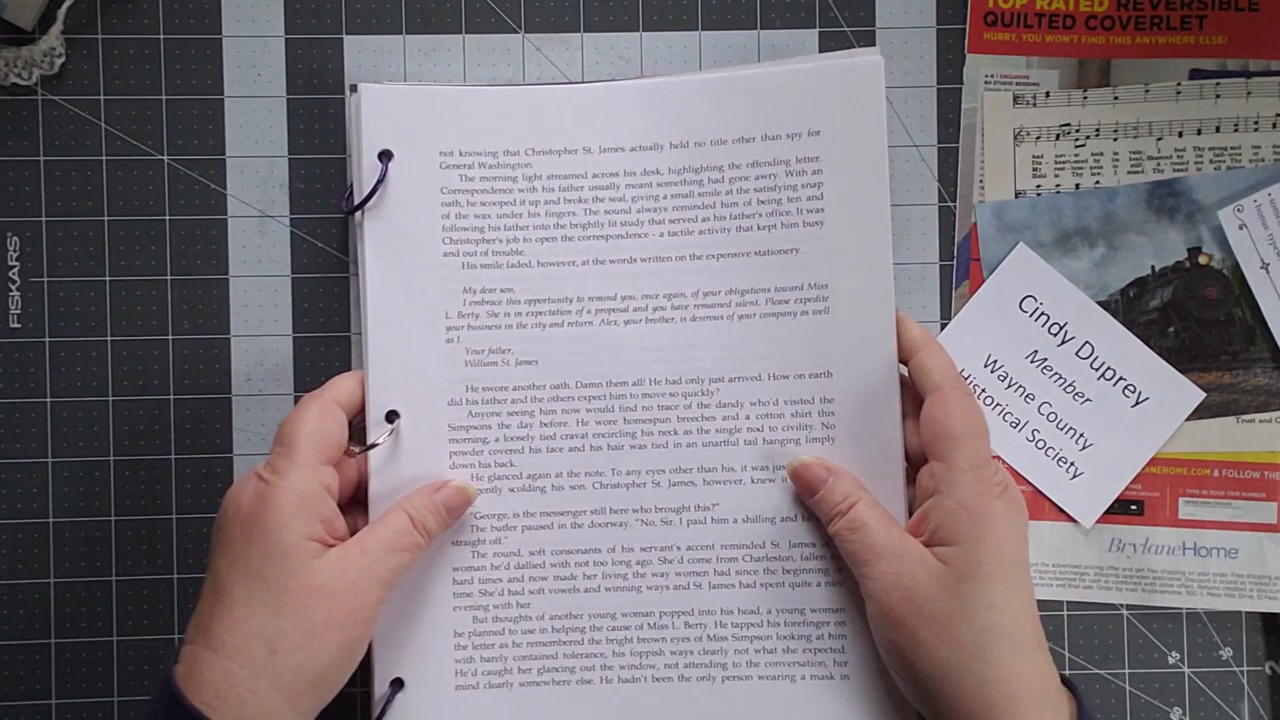 not knowing that Christopher St. James actually held no title other than spy for
General Washington.
The morning light streamed across his desk, highlighting the offending letter.
Correspondence with his father usually meant something had gone awry. With an
oath, he scooped it up and broke the seal, giving a small smile at the satisfying snap
of the wax under his fingers. The sound always reminded him of being ten and
following his father into the brightly lit study that served as his father's office. It was
Christopher's job to open the correspondence - a tactile activity that kept him busy
and out of trouble.
His smile faded, however, at the words written on the expensive stationery.
My dear son,
I embrace this opportunity to remind you, once again, of your obligations toward Miss
L. Berty. She is in expectation of a proposal and you have remained silent. Please expedite
your business in the city and return. Alex, your brother, is desirous of your company as well
as I.
Your father,
William St. James
He swore another oath. Damn them all! He had only just arrived. How on earth
did his father and the others expect him to move so quickly?
Anyone seeing him now would find no trace of the dandy who'd visited the
Simpsons the day before. He wore homespun breeches and a cotton shirt this
morning, a loosely tied cravat encircling his neck as the single nod to civility. No
powder covered his face and his hair was tied in an unartful tail hanging limply
down his back.
He glanced again at the note. To any eyes other than his, it was
gently scolding his son. Christopher St. James, however, knew
"George, is the messenger still here who brought this?"
The butler paused in the doorway. "No, Sir. I paid him a shilling and
straight off."
The round, soft consonants of his servant's accent reminded St. James
woman he'd dallied with not too long ago. She'd come from Charleston, fallen
hard times and now made her living the way women had since the beginning
time. She'd had soft vowels and winning ways and St. James had spent quite a nice
evening with her.
But thoughts of another young woman popped into his head, a young woman
he planned to use in helping the cause of Miss L. Berty. He tapped his forefinger on
the letter as he remembered the bright brown eyes of Miss Simpson looking at him
with barely contained tolerance, his foppish ways clearly not what she expected.
He'd caught her glancing out the window, not attending to the conversation, her
mind clearly somewhere else. He hadn't been the only person wearing a mask in
FISKARS
TOP RATED REVERSIBLE
QUILTED COVERLET
HURRY, YOU WON'T FIND THIS ANYWHERE ELSE!
Cindy Duprey
Member
Wayne County
Historical Society
Trust and
& FOLLOW THE
TYPE IN YOUR ITEM NUMBER
BrylaneHome